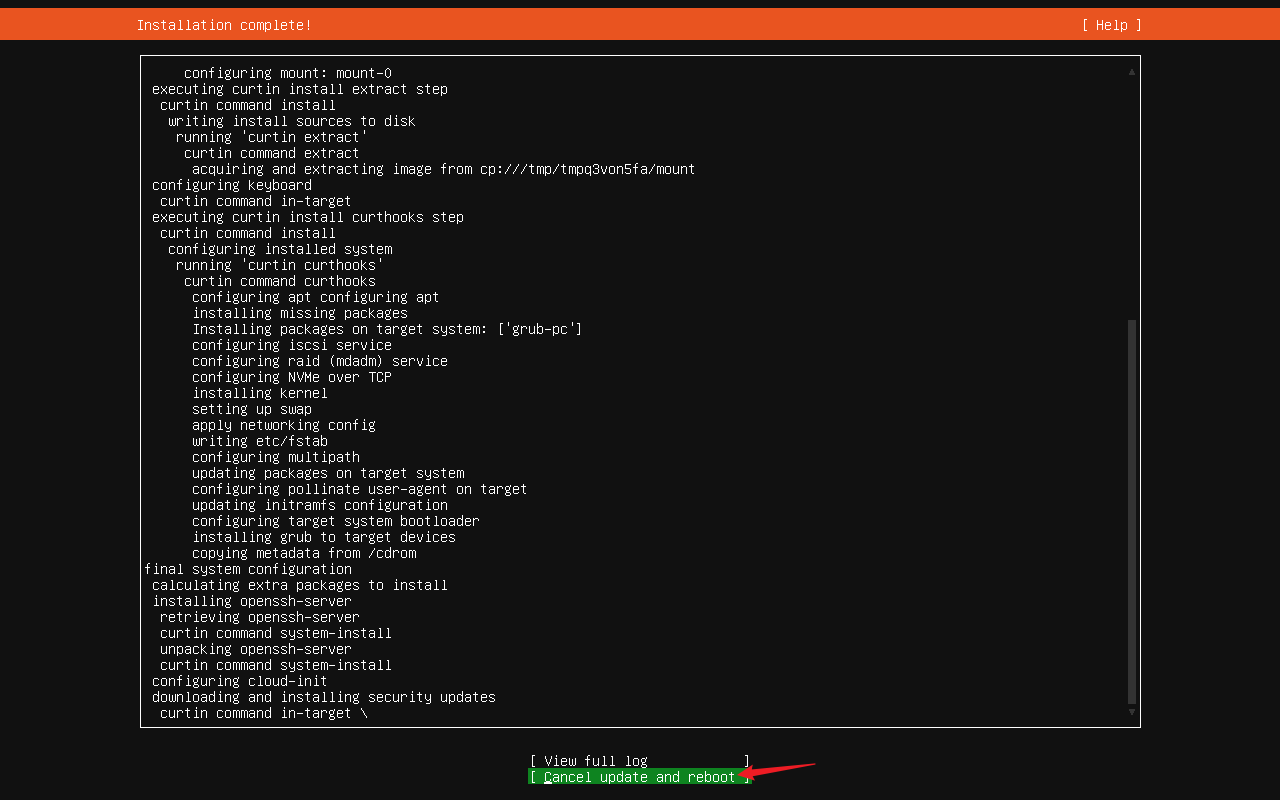 Installation complete!
[ Help ]
configuring mount: mount-0
executing curtin install extract step
curtin command install
writing install sources to disk
running 'curtin extract'
curtin command extract
acquiring and extracting image from cp:///tmp/tmpq3von5fa/mount
configuring keyboard
curtin command in-target
executing curtin install curthooks step
curtin command install
configuring installed system
running 'curtin curthooks'
curtin command curthooks
configuring apt configuring apt
installing missing packages
Installing packages on target system: ['grub-pc']
configuring iscsi service
configuring raid (mdadm) service
configuring NVMe over TCP
installing kernel
setting up swap
apply networking config
writing etc/fstab
configuring multipath
updating packages on target system
configuring pollinate user-agent on target
updating initramfs configuration
configuring target system bootloader
installing grub to target devices
copying metadata from /cdrom
final system configuration
calculating extra packages to install
installing openssh-server
retrieving openssh-server
curtin command system-install
unpacking openssh-server
curtin command system-install
configuring cloud-init
downloading and installing security updates
curtin command in-target \
[ View full log ]
[ Cancel update and reboot ]